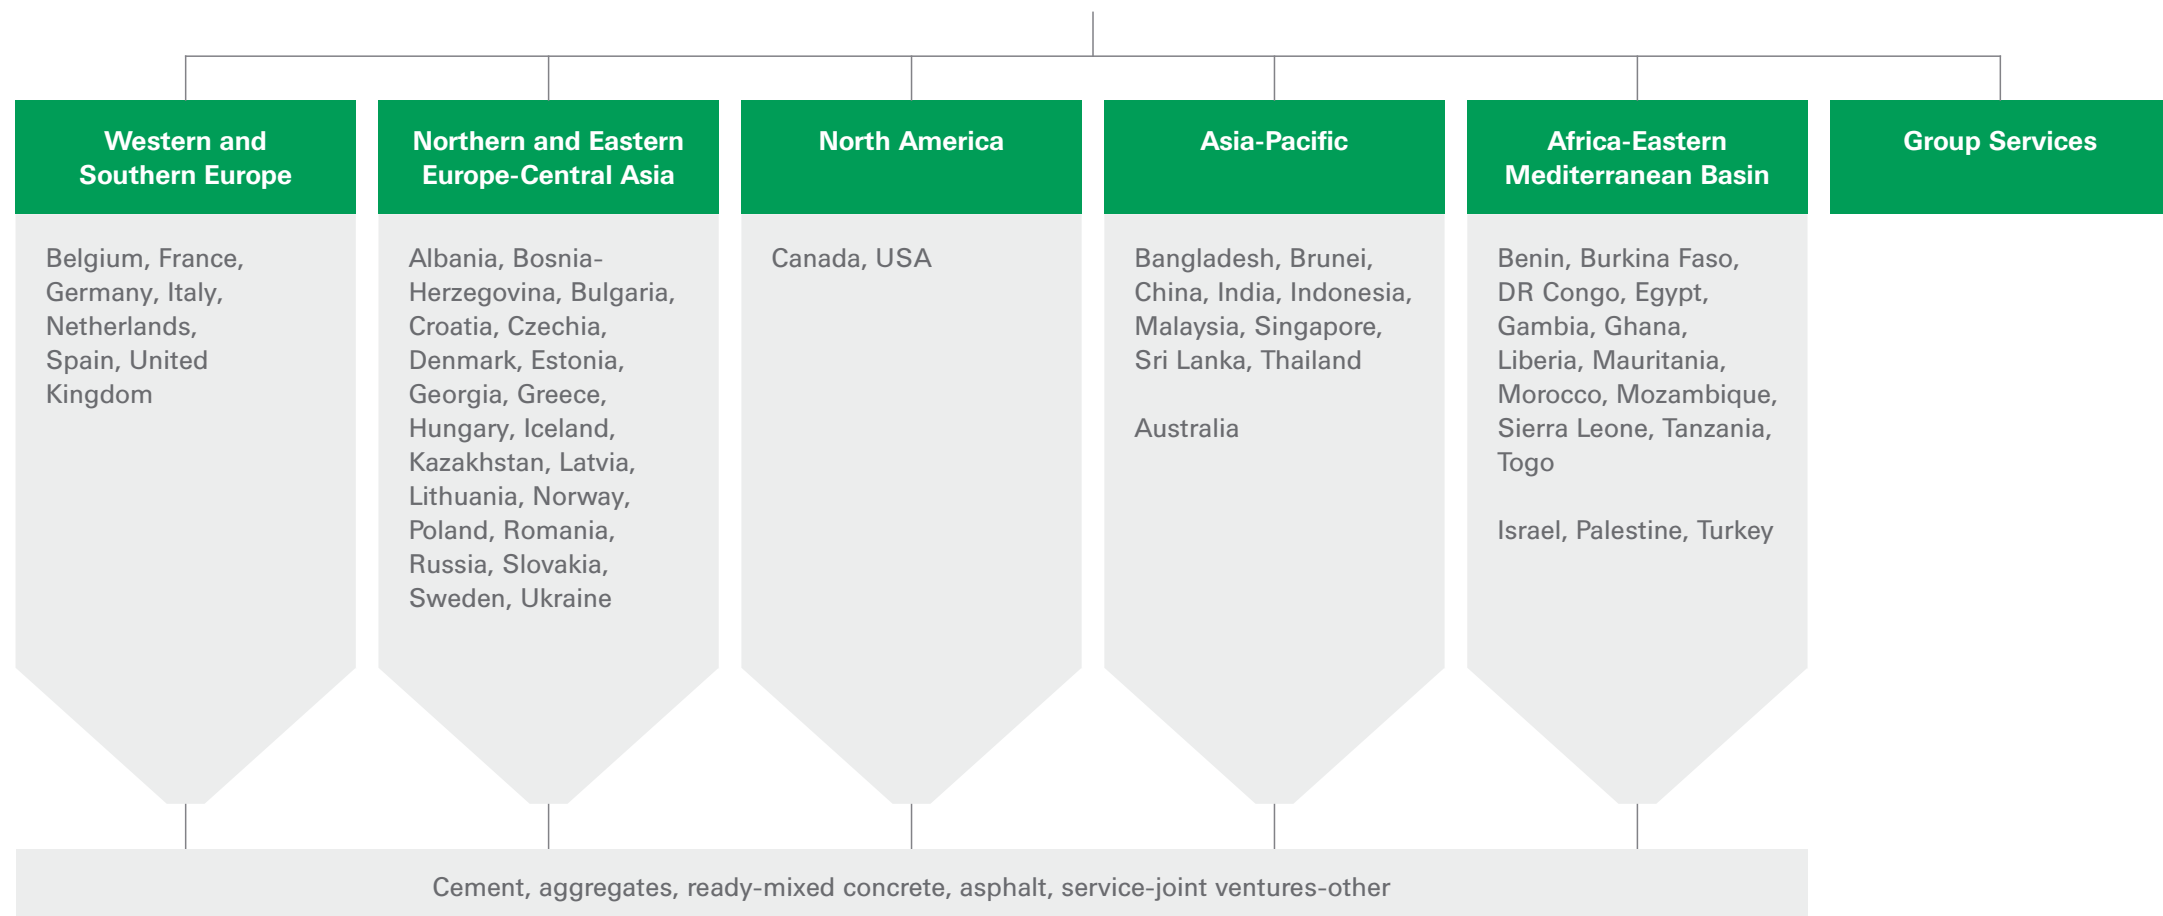 Western and
Southern Europe
Belgium, France,
Germany, Italy,
Netherlands,
Spain, United
Kingdom
Northern and Eastern
Europe-Central Asia
Albania, Bosnia-
Herzegovina, Bulgaria,
Croatia, Czechia,
Denmark, Estonia,
Georgia, Greece,
Hungary, Iceland,
Kazakhstan, Latvia,
Lithuania, Norway,
Poland, Romania,
Russia, Slovakia,
Sweden, Ukraine
North America
Canada, USA
Asia-Pacific
Bangladesh, Brunei,
China, India, Indonesia,
Malaysia, Singapore,
Sri Lanka, Thailand
Australia
Africa-Eastern
Mediterranean Basin
Benin, Burkina Faso,
DR Congo, Egypt,
Gambia, Ghana,
Liberia, Mauritania,
Morocco, Mozambique,
Sierra Leone, Tanzania,
Togo
Israel, Palestine, Turkey
Group Services
Cement, aggregates, ready-mixed concrete, asphalt, service-joint ventures-other